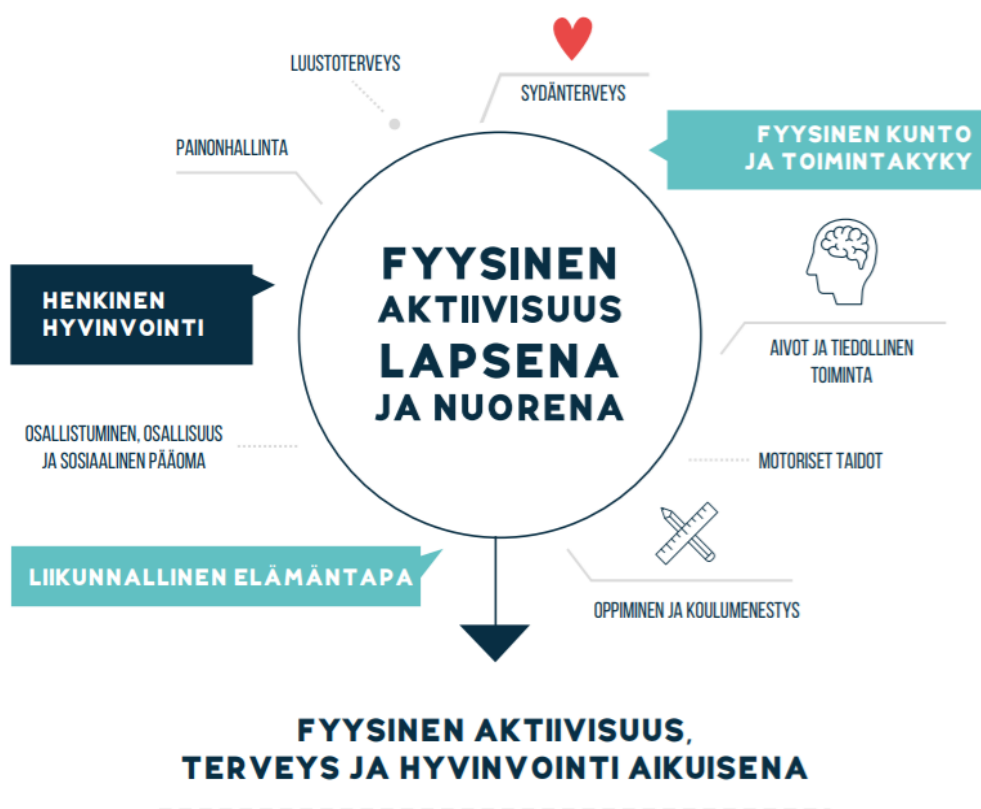 LUUSTOTERVEYS
SYDÄNTERVEYS
PAINONHALLINTA
FYYSINEN KUNTO
JA TOIMINTAKYKY
HENKINEN
HYVINVOINTI
FYYSINEN
AKTIIVISUUS
LAPSENA
JA NUORENA
AIVOT JA TIEDOLLINEN
TOIMINTA
OSALLISTUMINEN, OSALLISUUS
JA SOSIAALINEN PÄÄOMA
MOTORISET TAIDOT
LIIKUNNALLINEN ELÄMÄNTAPA
OPPIMINEN JA KOULUMENESTYS
FYYSINEN AKTIIVISUUS,
TERVEYS JA HYVINVOINTI AIKUISENA